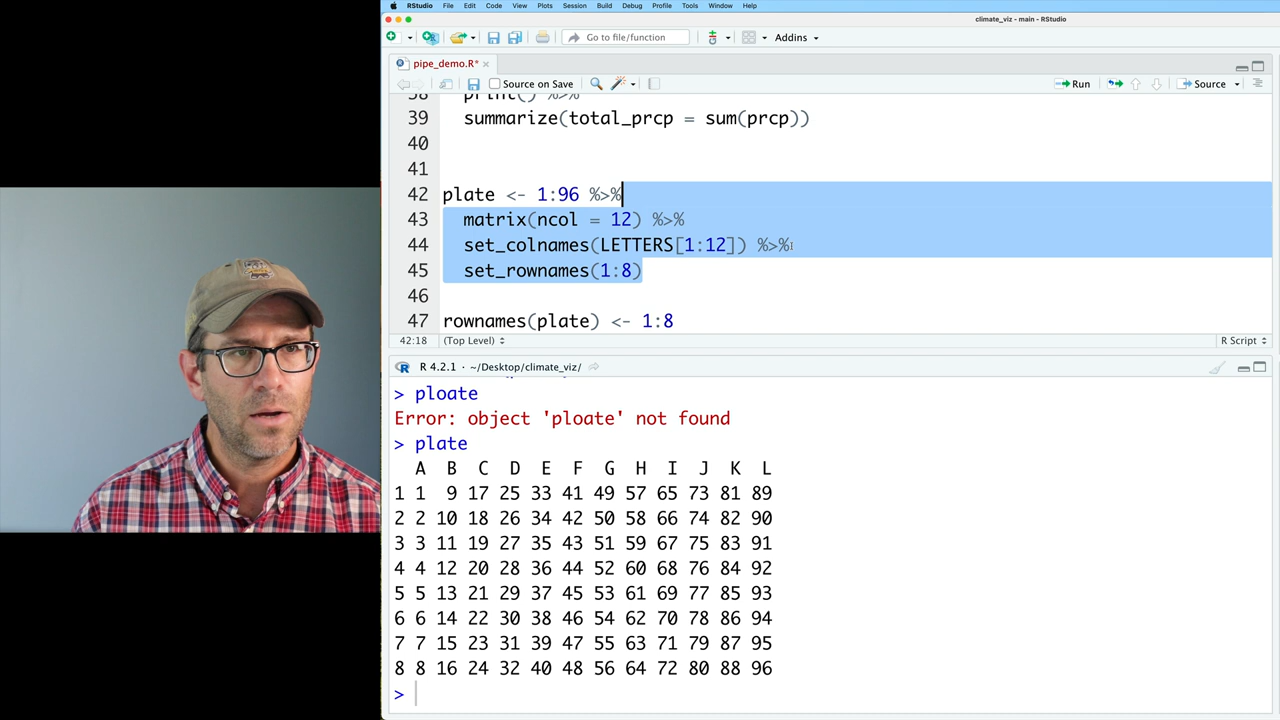 RStudio File Edit Code View Plots Session Build Debug Profile Tools Window Help
climate_viz - main - RStudio
Go to file/function Addins
pipe_demo.R*
Source on Save Run Source
38 print() %>%
39 summarize(total_prcp = sum(prcp))
40
41
42 plate <- 1:96 %>%
43 matrix(ncol = 12) %>%
44 set_colnames(LETTERS[1:12]) %>%
45 set_rownames(1:8)
46
47 rownames(plate) <- 1:8
42:18 (Top Level) R Script
R 4.2.1 · ~/Desktop/climate_viz/
> ploate
Error: object 'ploate' not found
> plate
A B C D E F G H I J K L
1 1 9 17 25 33 41 49 57 65 73 81 89
2 2 10 18 26 34 42 50 58 66 74 82 90
3 3 11 19 27 35 43 51 59 67 75 83 91
4 4 12 20 28 36 44 52 60 68 76 84 92
5 5 13 21 29 37 45 53 61 69 77 85 93
6 6 14 22 30 38 46 54 62 70 78 86 94
7 7 15 23 31 39 47 55 63 71 79 87 95
8 8 16 24 32 40 48 56 64 72 80 88 96
>